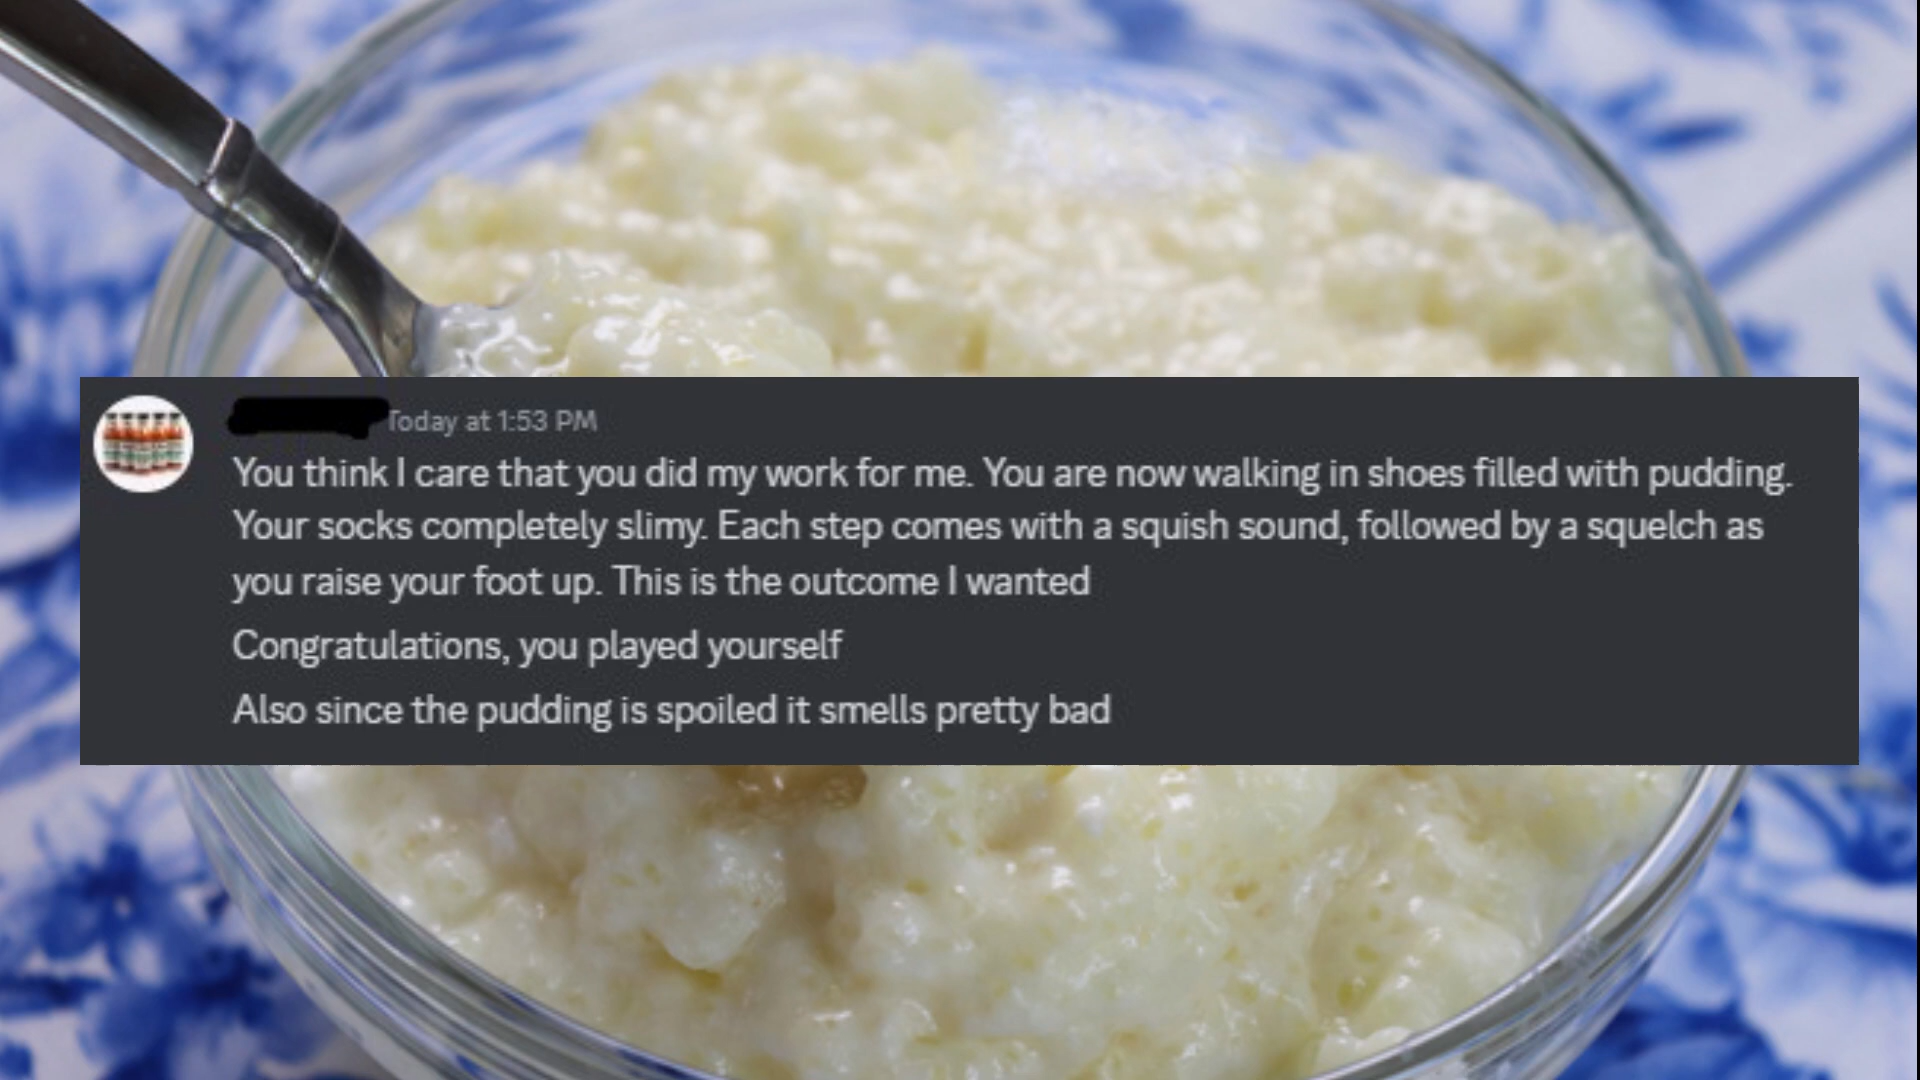 Today at 1:53 PM
You think I care that you did my work for me. You are now walking in shoes filled with pudding.
Your socks completely slimy. Each step comes with a squish sound, followed by a squelch as
you raise your foot up. This is the outcome I wanted
Congratulations, you played yourself
Also since the pudding is spoiled it smells pretty bad